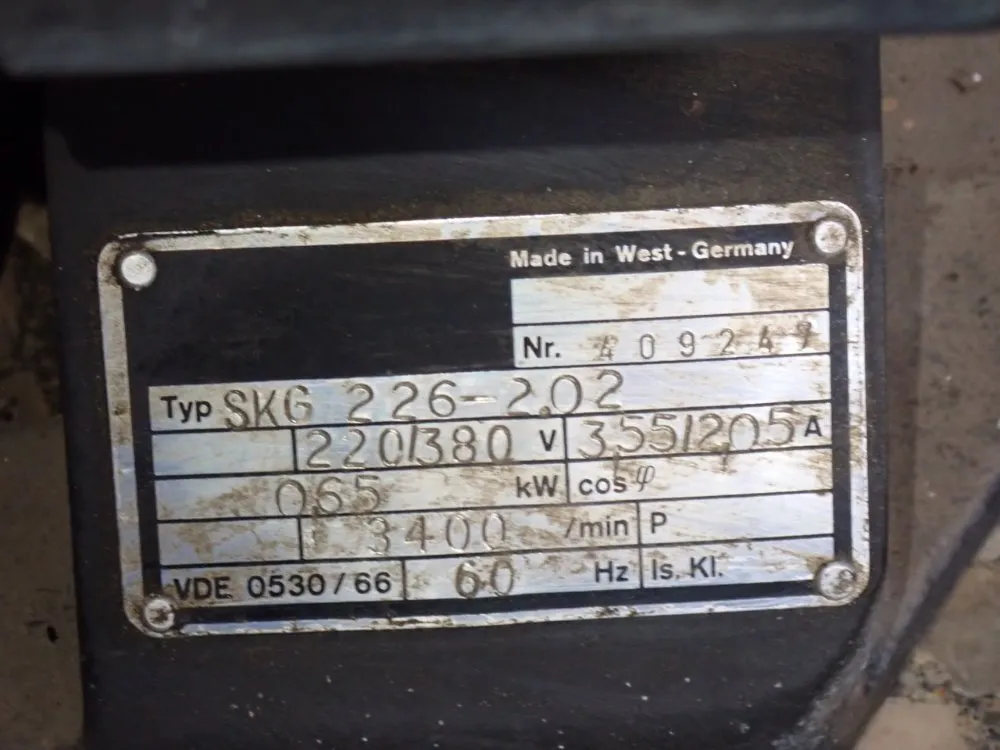 Made in West-Germany
Nr. 409247
Typ SKG 226-2.02
220/380 V 3.55/2.05 A
0.65 kW cos φ
3400 /min P
VDE 0530/66 60 Hz Is. Kl.